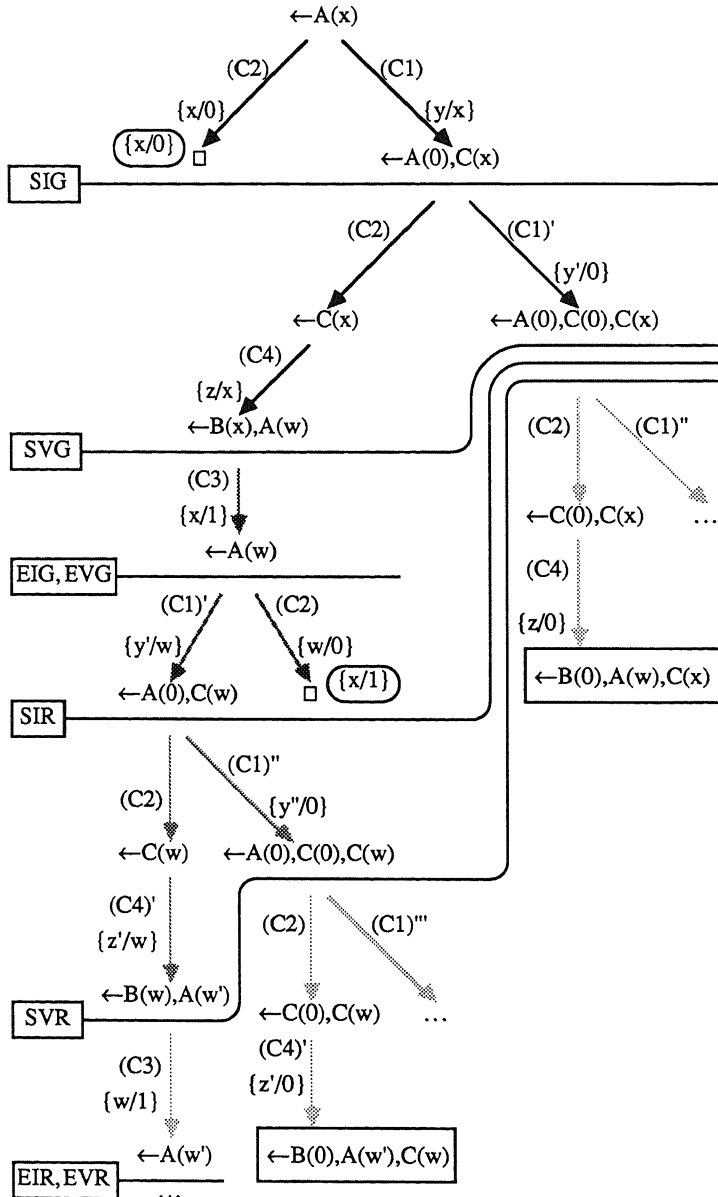 ←A(x)
(C2) (C1)
{x/0} {y/x}
{x/0} □ ←A(0),C(x)
SIG
(C2) (C1)'
{y'/0}
←C(x) ←A(0),C(0),C(x)
(C4)
{z/x}
←B(x),A(w)
(C2) (C1)"
SVG
(C3)
{x/1}
←C(0),C(x) ...
←A(w)
EIG, EVG
(C4)
(C1)' (C2)
{z/0}
{y'/w} {w/0}
←A(0),C(w) □ {x/1}
←B(0),A(w),C(x)
SIR
(C1)"
(C2)
{y"/0}
←C(w) ←A(0),C(0),C(w)
(C4)'
(C2) (C1)'"
{z'/w}
←B(w),A(w')
←C(0),C(w) ...
SVR
(C4)'
(C3)
{z'/0}
{w/1}
←A(w') ←B(0),A(w'),C(w)
EIR, EVR
...